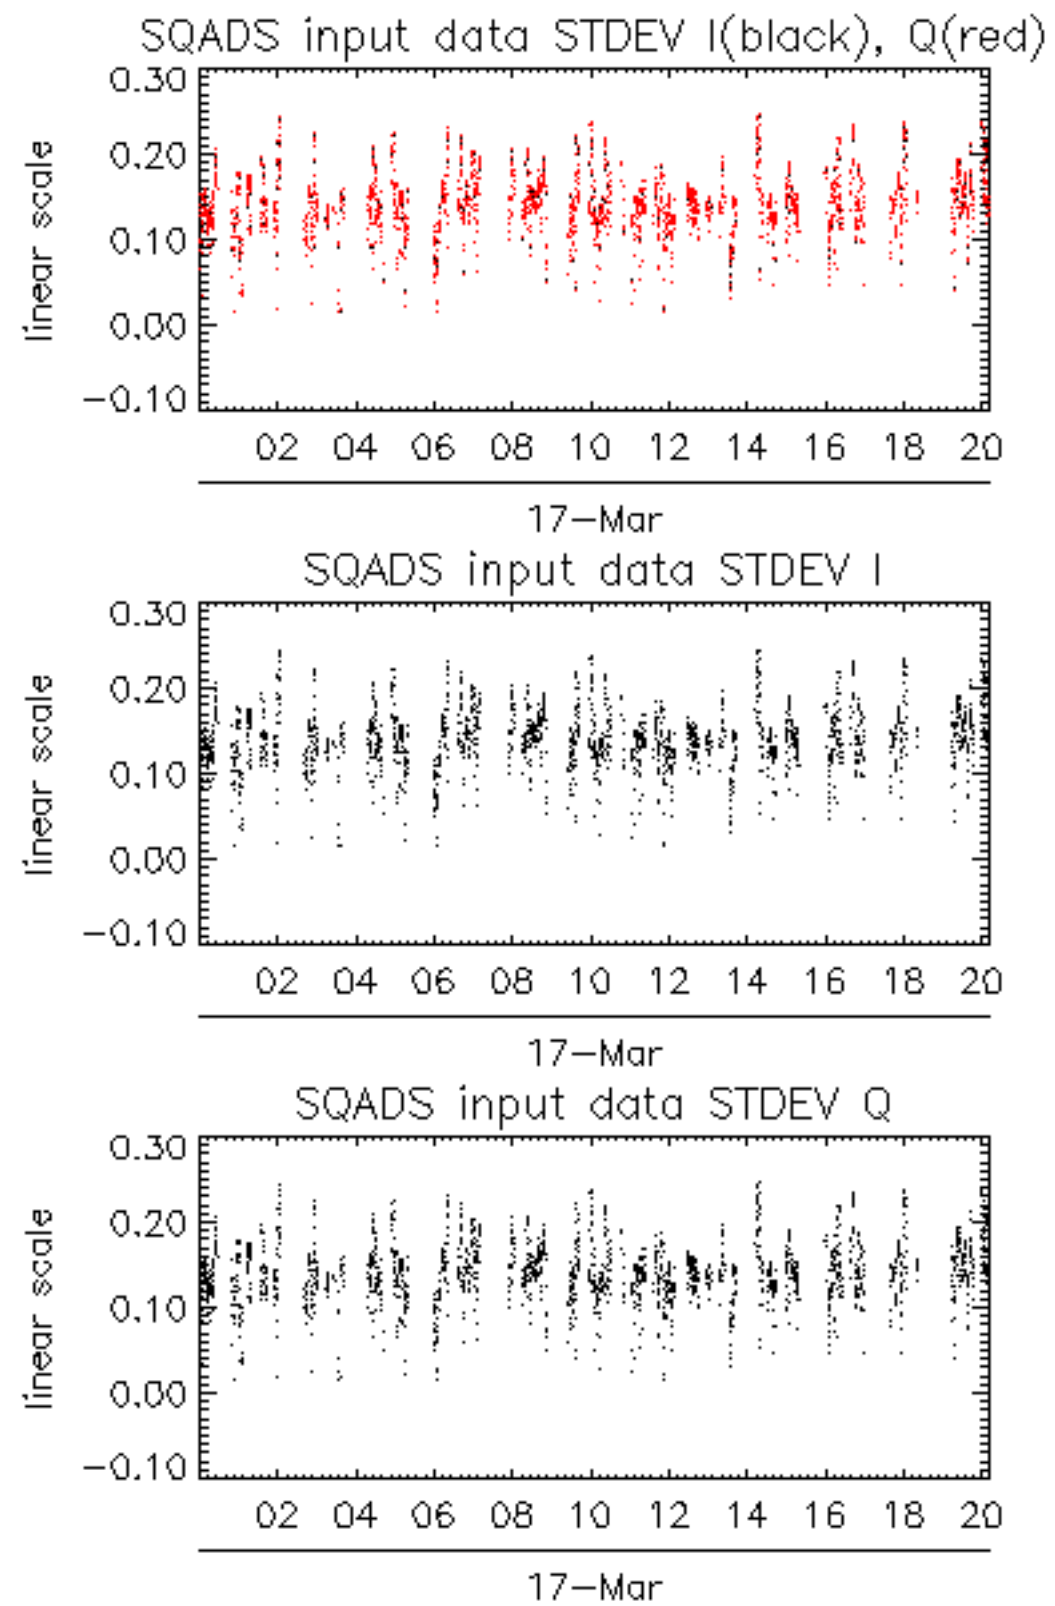 SQADS input data STDEV I(black), Q(red)
0.30
0.20
0.10
0.00
-0.10
linear scale
02 04 06 08 10 12 14 16 18 20
17-Mar
SQADS input data STDEV I
0.30
0.20
0.10
0.00
-0.10
linear scale
02 04 06 08 10 12 14 16 18 20
17-Mar
SQADS input data STDEV Q
0.30
0.20
0.10
0.00
-0.10
linear scale
02 04 06 08 10 12 14 16 18 20
17-Mar